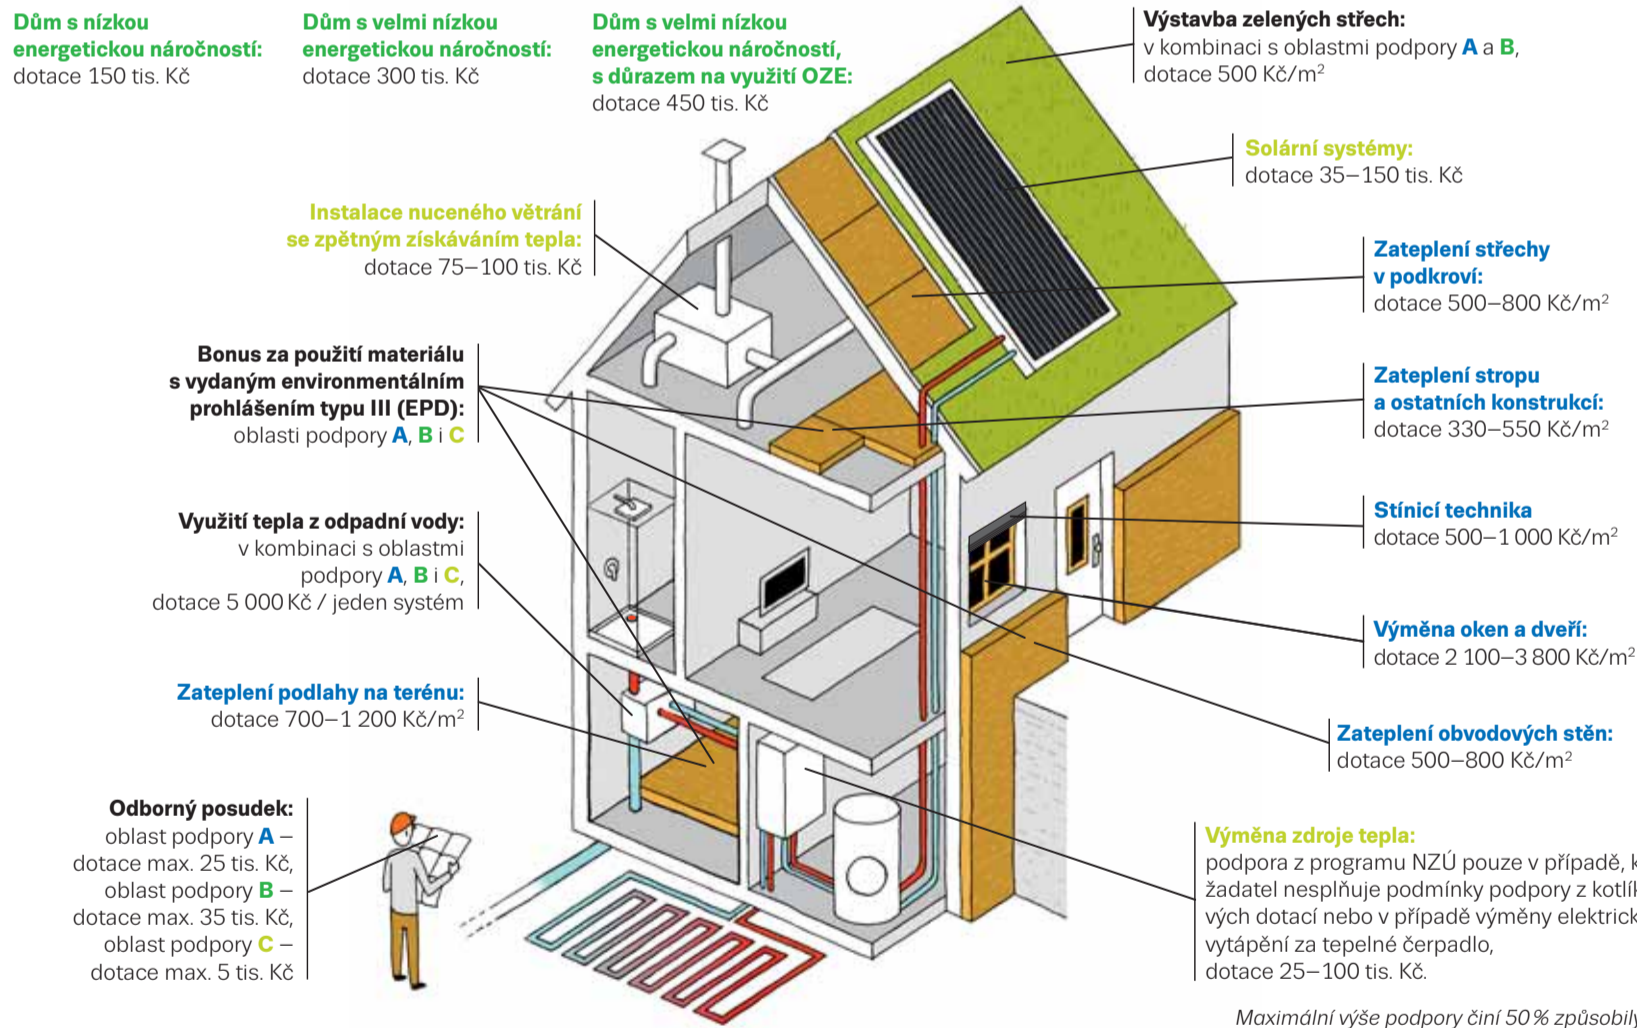 Dům s nízkou
energetickou náročností:
dotace 150 tis. Kč
Dům s velmi nízkou
energetickou náročností:
dotace 300 tis. Kč
Dům s velmi nízkou
energetickou náročností,
s důrazem na využití OZE:
dotace 450 tis. Kč
Výstavba zelených střech:
v kombinaci s oblastmi podpory A a B,
dotace 500 Kč/m²
Solární systémy:
dotace 35–150 tis. Kč
Instalace nuceného větrání
se zpětným získáváním tepla:
dotace 75–100 tis. Kč
Zateplení střechy
v podkroví:
dotace 500–800 Kč/m²
Bonus za použití materiálu
s vydaným environmentálním
prohlášením typu III (EPD):
oblasti podpory A, B i C
Zateplení stropu
a ostatních konstrukcí:
dotace 330–550 Kč/m²
Stínicí technika
dotace 500–1 000 Kč/m²
Využití tepla z odpadní vody:
v kombinaci s oblastmi
podpory A, B i C,
dotace 5 000 Kč / jeden systém
Výměna oken a dveří:
dotace 2 100–3 800 Kč/m²
Zateplení podlahy na terénu:
dotace 700–1 200 Kč/m²
Zateplení obvodových stěn:
dotace 500–800 Kč/m²
Odborný posudek:
oblast podpory A –
dotace max. 25 tis. Kč,
oblast podpory B –
dotace max. 35 tis. Kč,
oblast podpory C –
dotace max. 5 tis. Kč
Výměna zdroje tepla:
podpora z programu NZÚ pouze v případě,
žadatel nesplňuje podmínky podpory z
vých dotací nebo v případě výměny
vytápění za tepelné čerpadlo,
dotace 25–100 tis. Kč.
Maximální výše podpory činí 50 %